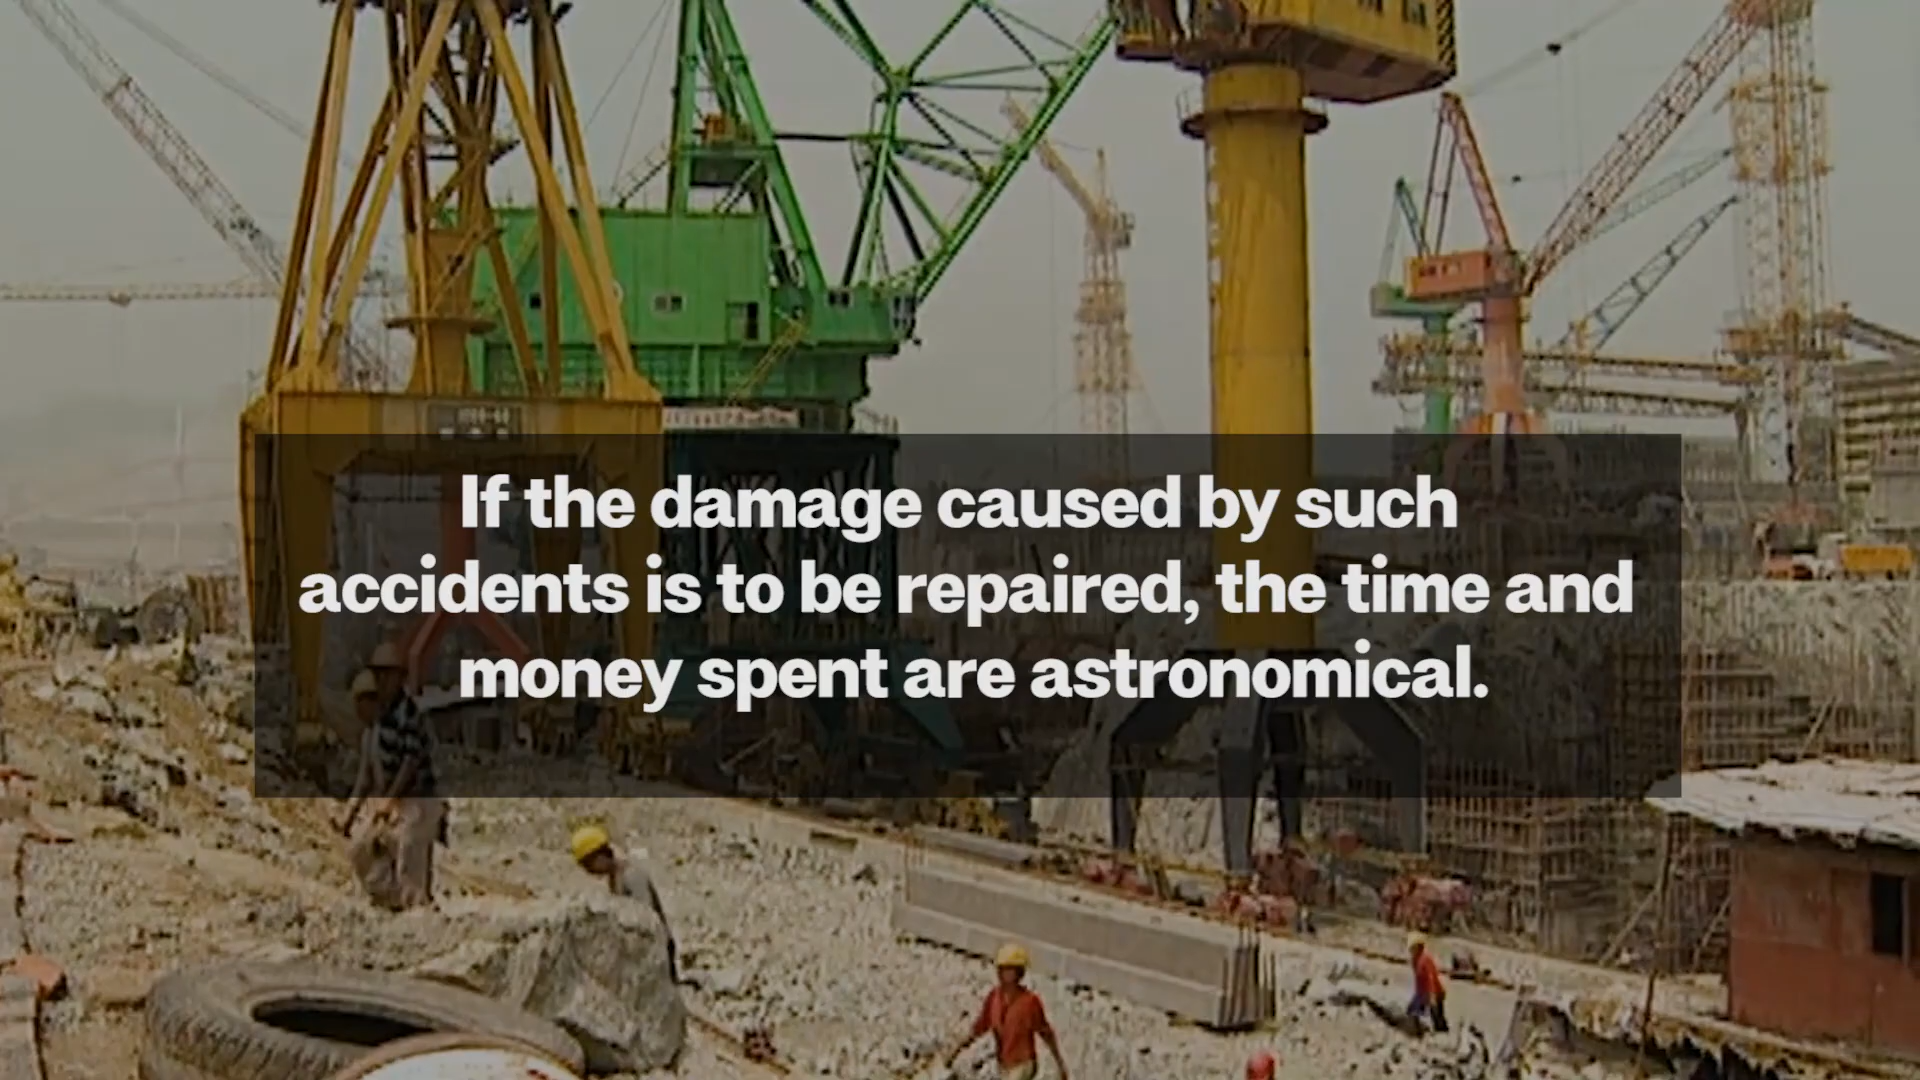 If the damage caused by such
accidents is to be repaired, the time and
money spent are astronomical.